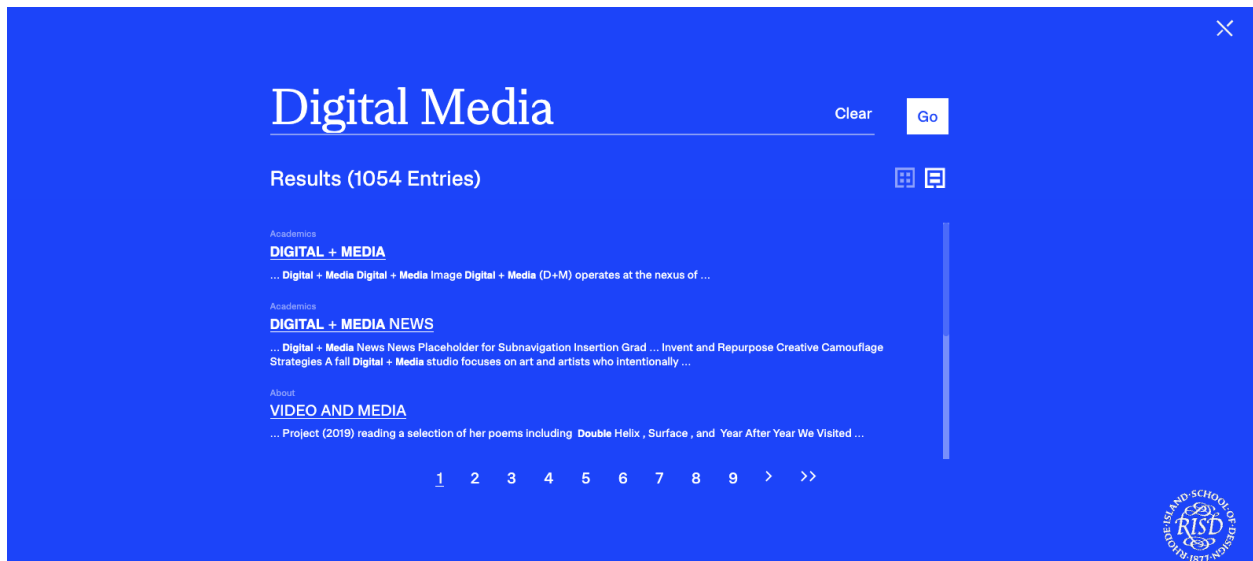 Digital Media
Clear
Go
Results (1054 Entries)
Academics
DIGITAL + MEDIA
... Digital + Media Digital + Media Image Digital + Media (D+M) operates at the nexus of ...
Academics
DIGITAL + MEDIA NEWS
... Digital + Media News News Placeholder for Subnavigation Insertion Grad ... Invent and Repurpose Creative Camouflage
Strategies A fall Digital + Media studio focuses on art and artists who intentionally ...
About
VIDEO AND MEDIA
... Project (2019) reading a selection of her poems including Double Helix , Surface , and Year After Year We Visited ...
1 2 3 4 5 6 7 8 9 > >>
RHODE·ISLAND·SCHOOL·OF·DESIGN
RISD
·1877·